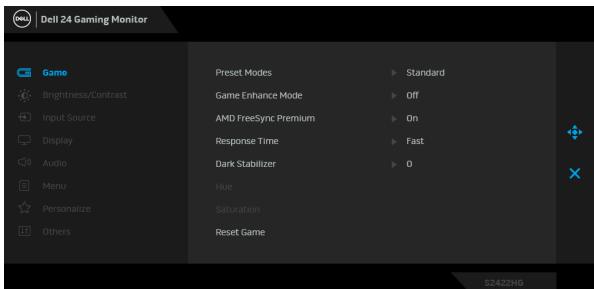 DELL Dell 24 Gaming Monitor
Game
Brightness/Contrast
Input Source
Display
Audio
Menu
Personalize
Others
Preset Modes Standard
Game Enhance Mode Off
AMD FreeSync Premium On
Response Time Fast
Dark Stabilizer 0
Hue
Saturation
Reset Game
S2422HG